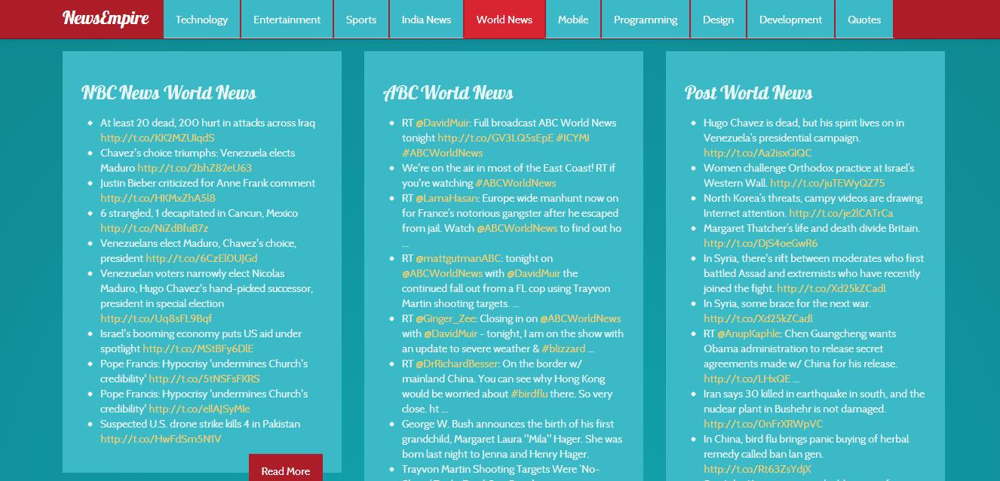 NewsEmpire
Technology
Entertainment
Sports
India News
World News
Mobile
Programming
Design
Development
Quotes
NBC News World News
At least 20 dead, 200 hurt in attacks across Iraq
http://t.co/KK2MZUIqdS
Chavez's choice triumphs: Venezuela elects
Maduro http://t.co/2bhZ82eU63
Justin Bieber criticized for Anne Frank comment
http://t.co/HKMxZhA5l8
6 strangled, 1 decapitated in Cancun, Mexico
http://t.co/NiZdBfuB7z
Venezuelans elect Maduro, Chavez's choice,
president http://t.co/6CzEl0UJGd
Venezuelan voters narrowly elect Nicolas
Maduro, Hugo Chavez's hand-picked successor,
president in special election
http://t.co/Uq8sFL9Bqf
Israel's booming economy puts US aid under
spotlight http://t.co/MStBFy6DlE
Pope Francis: Hypocrisy 'undermines Church's
credibility' http://t.co/5tNSFsFKRS
Pope Francis: Hypocrisy 'undermines Church's
credibility' http://t.co/eIlAJSyMIe
Suspected U.S. drone strike kills 4 in Pakistan
http://t.co/HwFdSm5N1V
Read More
ABC World News
RT @DavidMuir: Full broadcast ABC World News
tonight http://t.co/GV3LQ5sEpE #ICYMI
#ABCWorldNews
We're on the air in most of the East Coast! RT if
you're watching #ABCWorldNews
RT @LamaHasan: Europe wide manhunt now on
for France's notorious gangster after he escaped
from jail. Watch @ABCWorldNews to find out ho
...
RT @mattgutmanABC: tonight on
@ABCWorldNews with @DavidMuir the
continued fall out from a FL cop using Trayvon
Martin shooting targets. ...
RT @Ginger_Zee: Closing in on @ABCWorldNews
with @DavidMuir - tonight, I am on the show with
an update to severe weather & #blizzard ...
RT @DrRichardBesser: On the border w/
mainland China. You can see why Hong Kong
would be worried about #birdflu there. So very
close. ht ...
George W. Bush announces the birth of his first
grandchild, Margaret Laura "Mila" Hager. She was
born last night to Jenna and Henry Hager.
Trayvon Martin Shooting Targets Were 'No-
Post World News
Hugo Chavez is dead, but his spirit lives on in
Venezuela's presidential campaign.
http://t.co/Aa2isxGlQC
Women challenge Orthodox practice at Israel's
Western Wall. http://t.co/juTEWyQZ75
North Korea's threats, campy videos are drawing
Internet attention. http://t.co/je2lCATrCa
Margaret Thatcher's life and death divide Britain.
http://t.co/DjS4oeGwR6
In Syria, there's rift between moderates who first
battled Assad and extremists who have recently
joined the fight. http://t.co/Xd25kZCadl
In Syria, some brace for the next war.
http://t.co/Xd25kZCadl
RT @AnupKaphle: Chen Guangcheng wants
Obama administration to release secret
agreements made w/ China for his release.
http://t.co/LHxQE ...
Iran says 30 killed in earthquake in south, and the
nuclear plant in Bushehr is not damaged.
http://t.co/OnFrXRWpVC
In China, bird flu brings panic buying of herbal
remedy called ban lan gen.
http://t.co/Rt63ZsYdjX